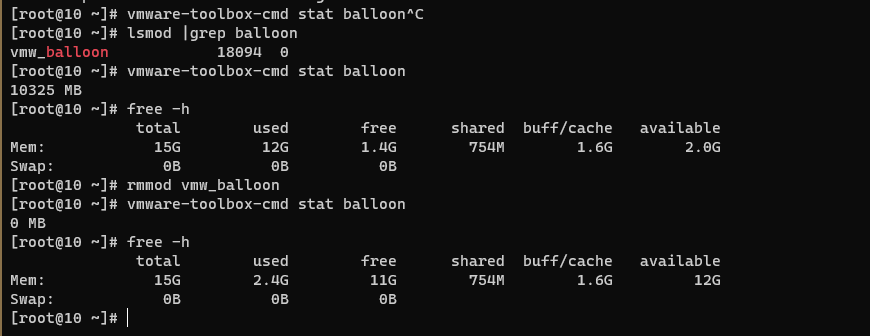 [root@10 ~]# vmware-toolbox-cmd stat balloon^C
[root@10 ~]# lsmod |grep balloon
vmw_balloon            18094  0
[root@10 ~]# vmware-toolbox-cmd stat balloon
10325 MB
[root@10 ~]# free -h
              total        used        free      shared  buff/cache   available
Mem:            15G         12G        1.4G        754M        1.6G        2.0G
Swap:            0B          0B          0B
[root@10 ~]# rmmod vmw_balloon
[root@10 ~]# vmware-toolbox-cmd stat balloon
0 MB
[root@10 ~]# free -h
              total        used        free      shared  buff/cache   available
Mem:            15G        2.4G         11G        754M        1.6G         12G
Swap:            0B          0B          0B
[root@10 ~]#